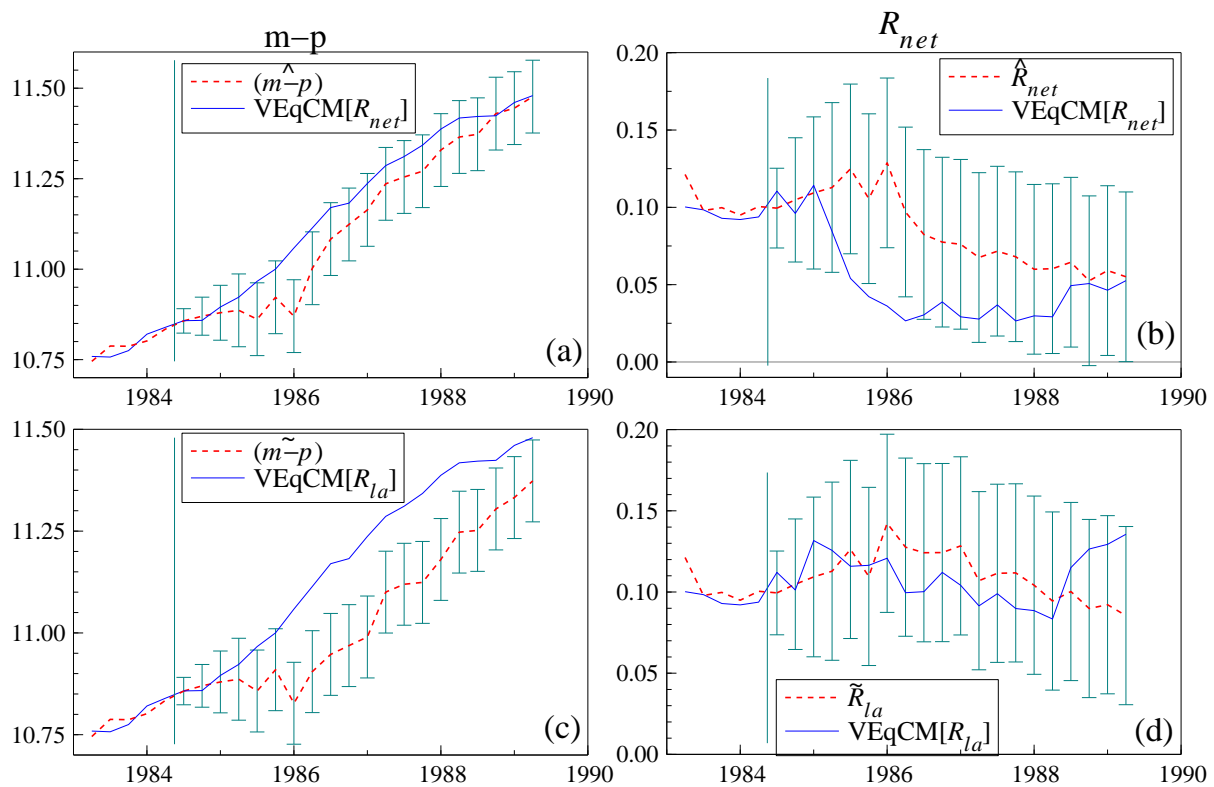 m−p
11.50
11.25
11.00
10.75
1984 1986 1988 1990
(m−p)^
VEqCM[R_net]
(a)
R_net
0.20
0.15
0.10
0.05
0.00
1984 1986 1988 1990
R̂_net
VEqCM[R_net]
(b)
11.50
11.25
11.00
10.75
1984 1986 1988 1990
(m−p)~
VEqCM[R_la]
(c)
0.20
0.15
0.10
0.05
0.00
1984 1986 1988 1990
R̃_la
VEqCM[R_la]
(d)